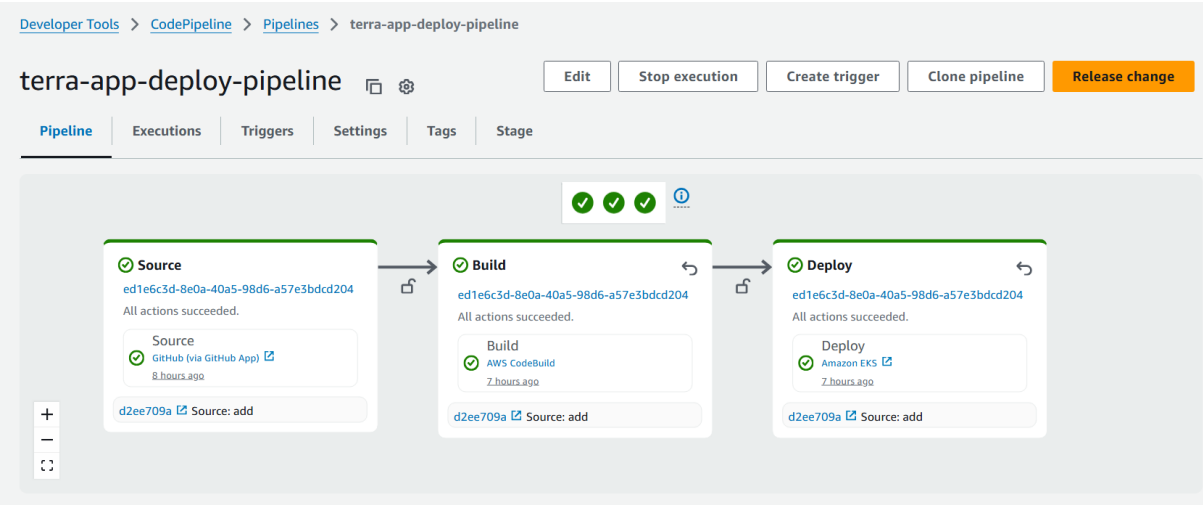 Developer Tools > CodePipeline > Pipelines > terra-app-deploy-pipeline
terra-app-deploy-pipeline
Edit
Stop execution
Create trigger
Clone pipeline
Release change
Pipeline
Executions
Triggers
Settings
Tags
Stage
Source
ed1e6c3d-8e0a-40a5-98d6-a57e3bdcd204
All actions succeeded.
Source
GitHub (via GitHub App)
8 hours ago
d2ee709a Source: add
Build
ed1e6c3d-8e0a-40a5-98d6-a57e3bdcd204
All actions succeeded.
Build
AWS CodeBuild
7 hours ago
d2ee709a Source: add
Deploy
ed1e6c3d-8e0a-40a5-98d6-a57e3bdcd204
All actions succeeded.
Deploy
Amazon EKS
7 hours ago
d2ee709a Source: add